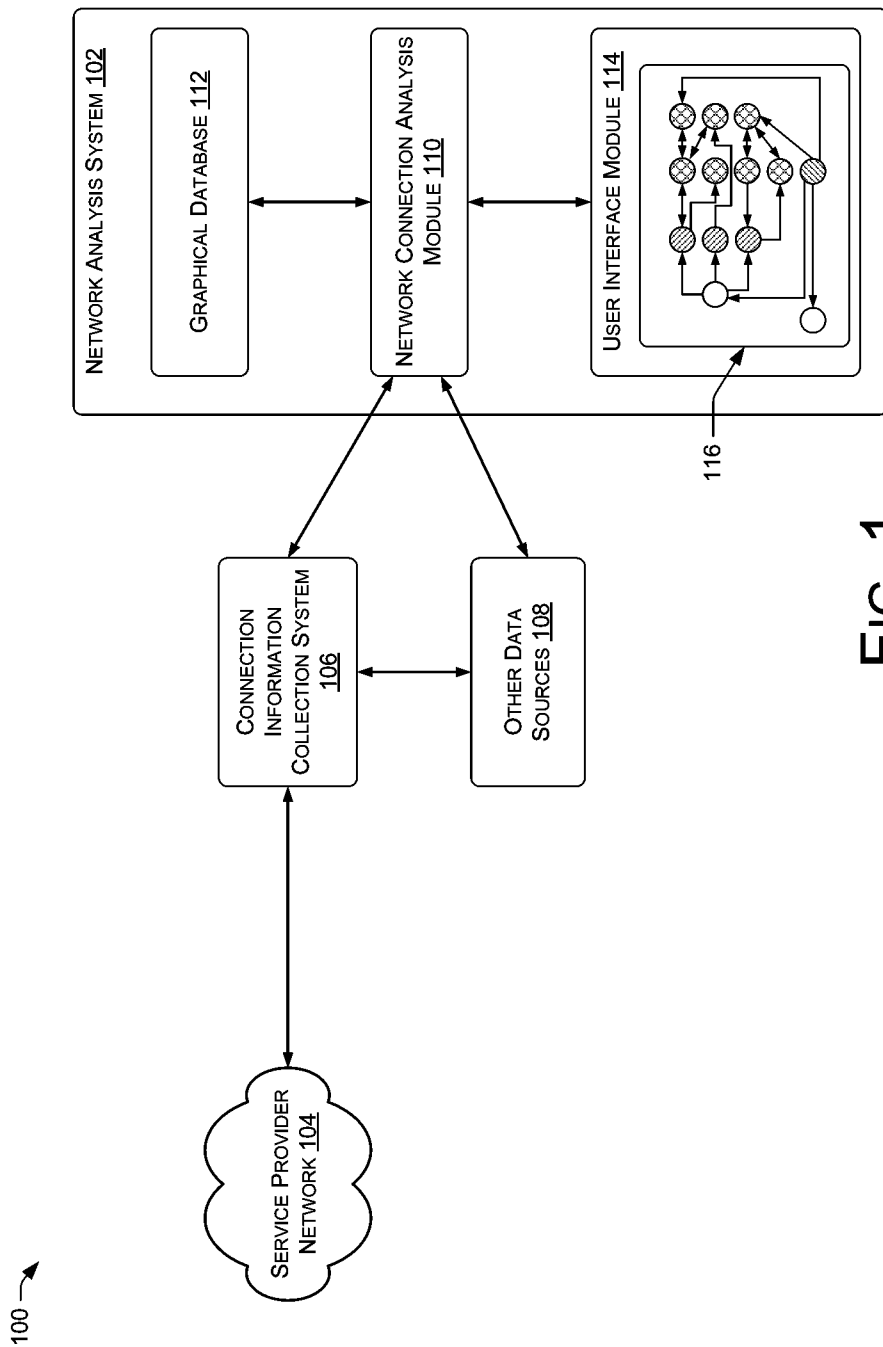 100
SERVICE PROVIDER
NETWORK 104
CONNECTION
INFORMATION
COLLECTION SYSTEM
106
OTHER DATA
SOURCES 108
NETWORK ANALYSIS SYSTEM 102
GRAPHICAL DATABASE 112
NETWORK CONNECTION ANALYSIS
MODULE 110
USER INTERFACE MODULE 114
116
FIG. 1